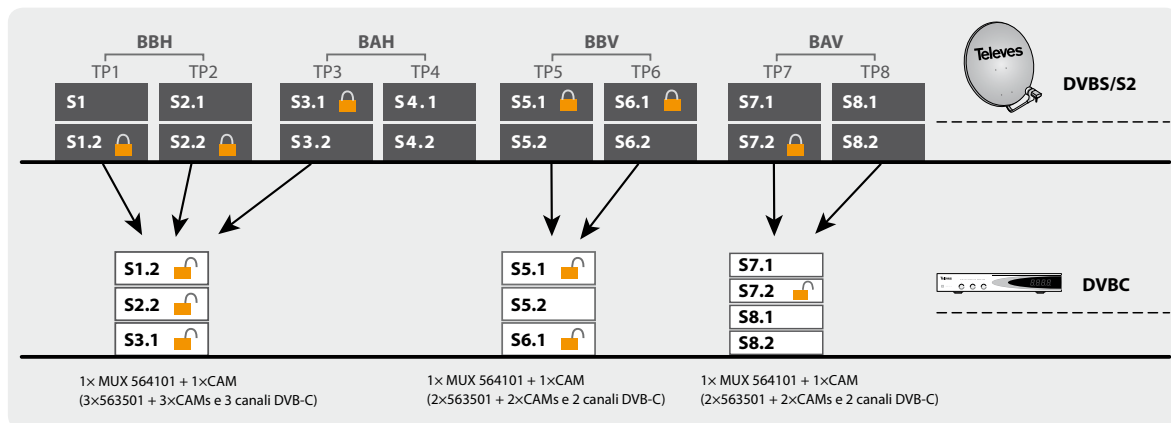 BBH BAH BBV BAV
TP1 TP2 TP3 TP4 TP5 TP6 TP7 TP8
Televes
DVBS/S2
S1 S2.1 S3.1 S4.1 S5.1 S6.1 S7.1 S8.1
S1.2 S2.2 S3.2 S4.2 S5.2 S6.2 S7.2 S8.2
S1.2 S5.1 S7.1
S2.2 S5.2 S7.2
S3.1 S6.1 S8.1
S8.2
Televes
DVBC
1× MUX 564101 + 1×CAM
(3×563501 + 3×CAMs e 3 canali DVB-C)
1× MUX 564101 + 1×CAM
(2×563501 + 2×CAMs e 2 canali DVB-C)
1× MUX 564101 + 1×CAM
(2×563501 + 2×CAMs e 2 canali DVB-C)